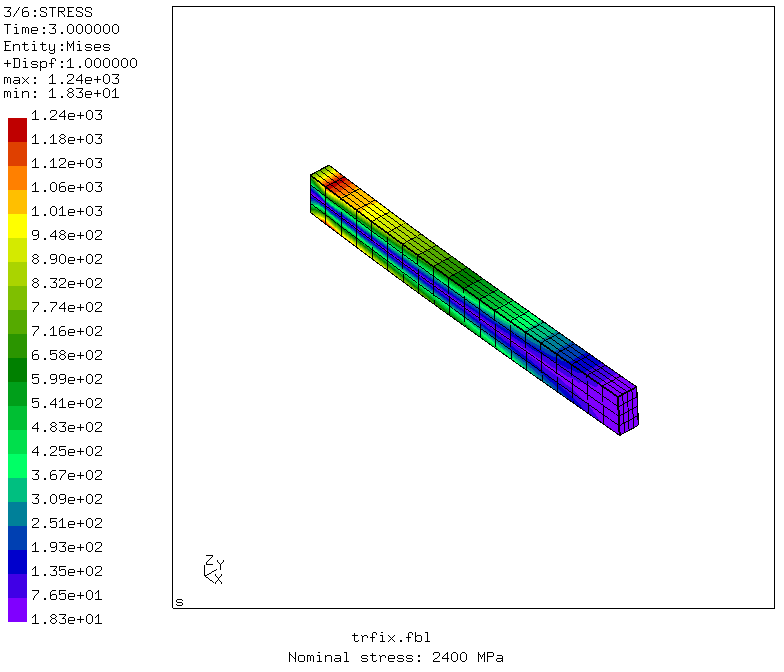 3/6:STRESS
Time:3.000000
Entity:Mises
+Dispf:1.000000
max: 1.24e+03
min: 1.83e+01
1.24e+03
1.18e+03
1.12e+03
1.06e+03
1.01e+03
9.48e+02
8.90e+02
8.32e+02
7.74e+02
7.16e+02
6.58e+02
5.99e+02
5.41e+02
4.83e+02
4.25e+02
3.67e+02
3.09e+02
2.51e+02
1.93e+02
1.35e+02
7.65e+01
1.83e+01
Z
Y
X
s
trfix.fbl
Nominal stress: 2400 MPa